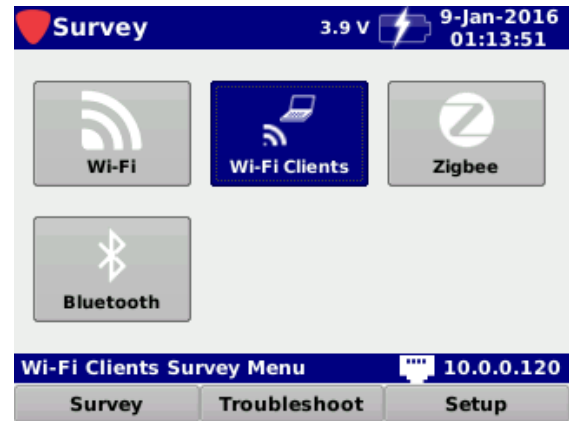 Survey
3.9 V
9-Jan-2016
01:13:51
Wi-Fi
Wi-Fi Clients
Zigbee
Bluetooth
Wi-Fi Clients Survey Menu
10.0.0.120
Survey
Troubleshoot
Setup